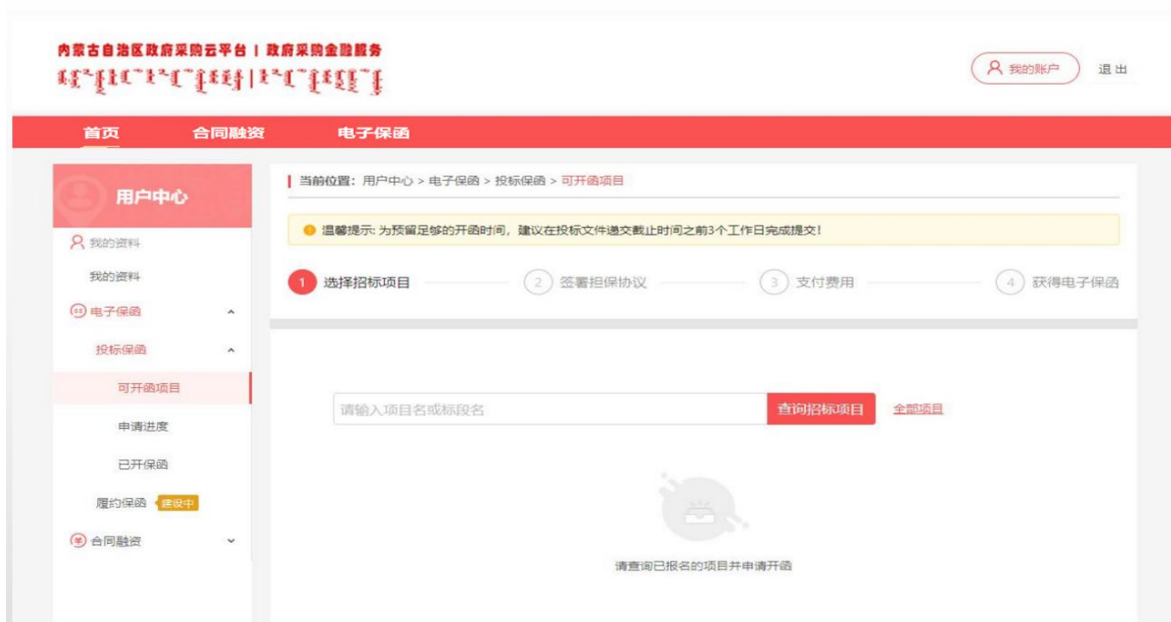 内蒙古自治区政府采购云平台 | 政府采购金融服务
我的账户 退出
首页 合同融资 电子保函
用户中心
我的资料
我的资料
电子保函
投标保函
可开函项目
申请进度
已开保函
履约保函 建设中
合同融资
当前位置：用户中心 > 电子保函 > 投标保函 > 可开函项目
温馨提示: 为预留足够的开函时间，建议在投标文件递交截止时间之前3个工作日完成提交！
1 选择招标项目 2 签署担保协议 3 支付费用 4 获得电子保函
请输入项目名或标段名 查询招标项目 全部项目
请查询已报名的项目并申请开函